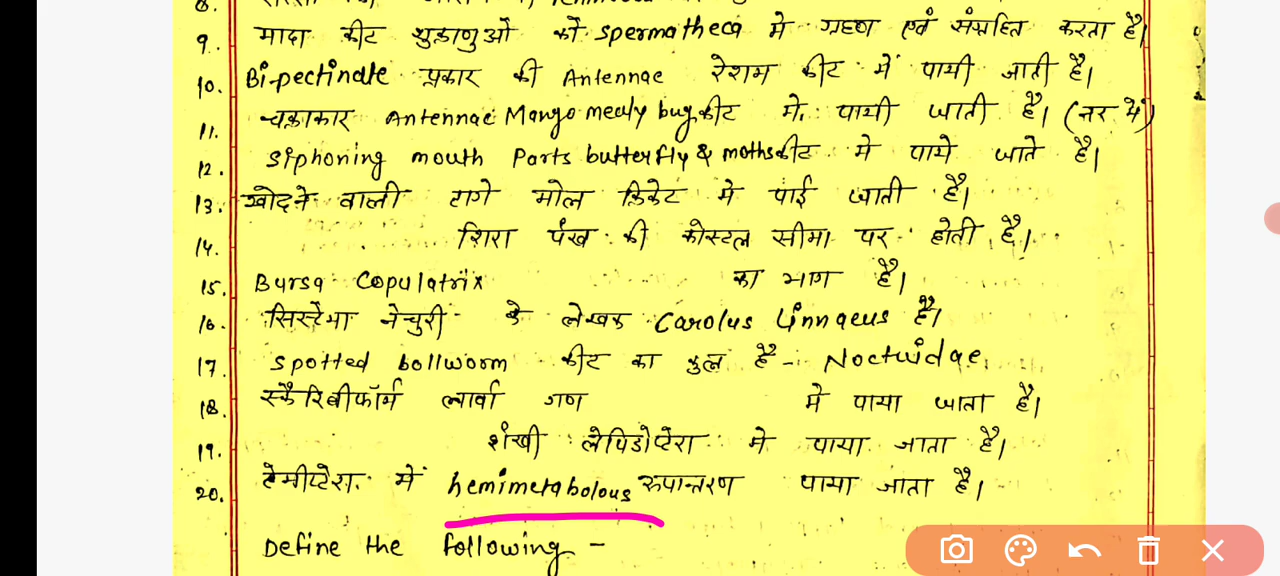 9. मादा कीट शुक्राणुओं को spermatheca में ग्रहण एवं संग्रहित करता है।
10. Bi-pectinate प्रकार की Antennae रेशम कीट में पायी जाती है।
11. चक्राकार Antennae Mango mealy bug कीट में पायी जाती है। (नर में)
12. Siphoning mouth Parts butterfly & moths कीट में पाये जाते है।
13. खोदने वाली टागे मोल क्रिकेट में पाई जाती है।
14. शिरा पंख की कोस्टल सीमा पर होती है।
15. Bursa Copulatrix का भाग है।
16. सिस्टेमा नेचुरी के लेखक Carolus Linnaeus है।
17. Spotted bollworm कीट का कुल है - Noctuidae
18. स्कैरिबीफॉर्म लार्वा गण में पाया जाता है।
19. शंखी लेपिडोप्टेरा में पाया जाता है।
20. हेमीप्टेरा में hemimetabolous रूपान्तरण पाया जाता है।
Define the following -